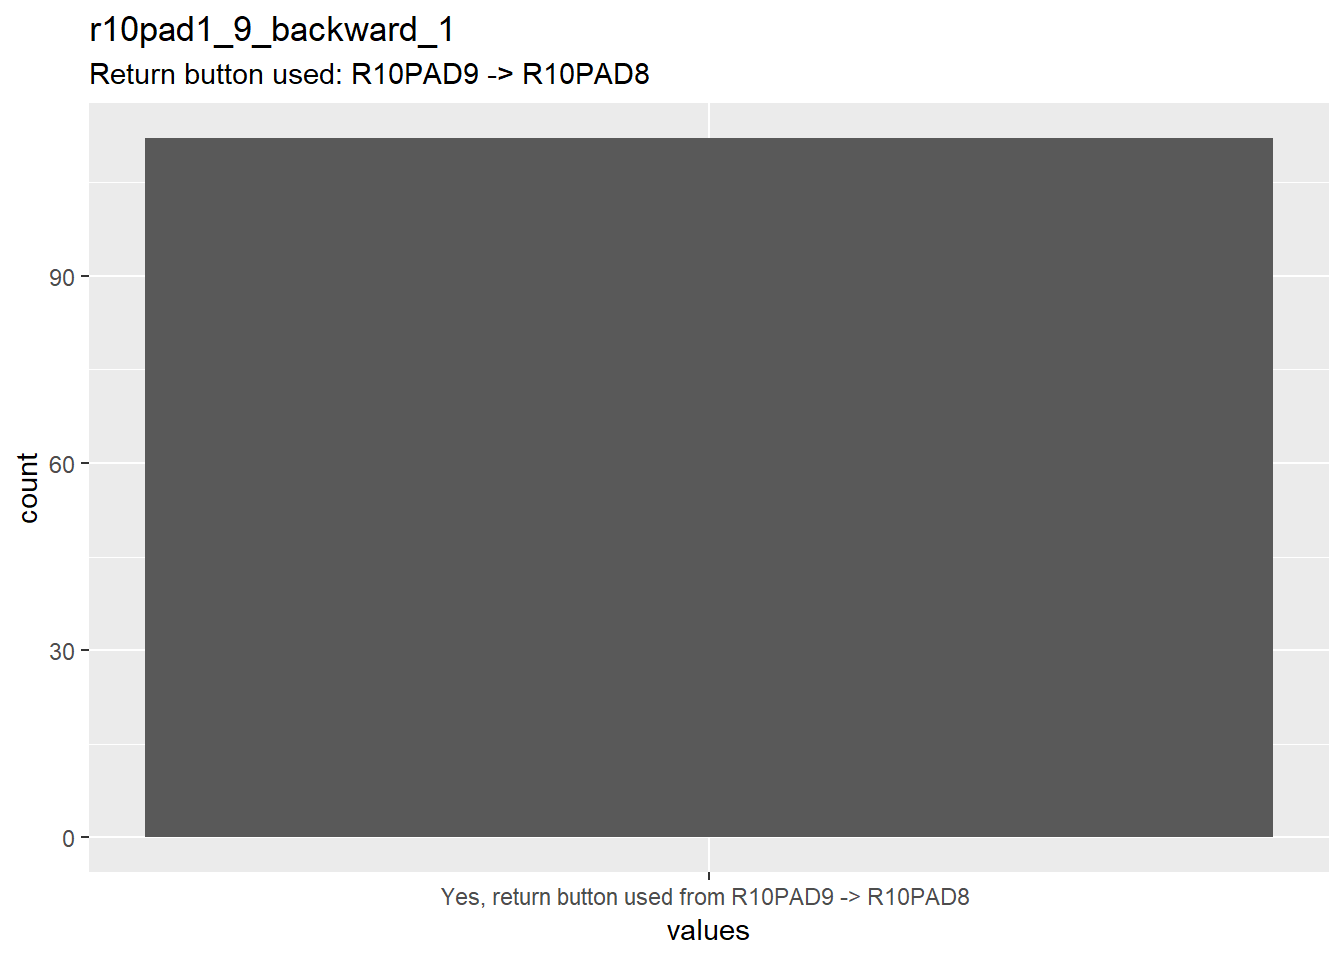 r10pad1_9_backward_1
Return button used: R10PAD9 -> R10PAD8
count
90
60
30
0
Yes, return button used from R10PAD9 -> R10PAD8
values